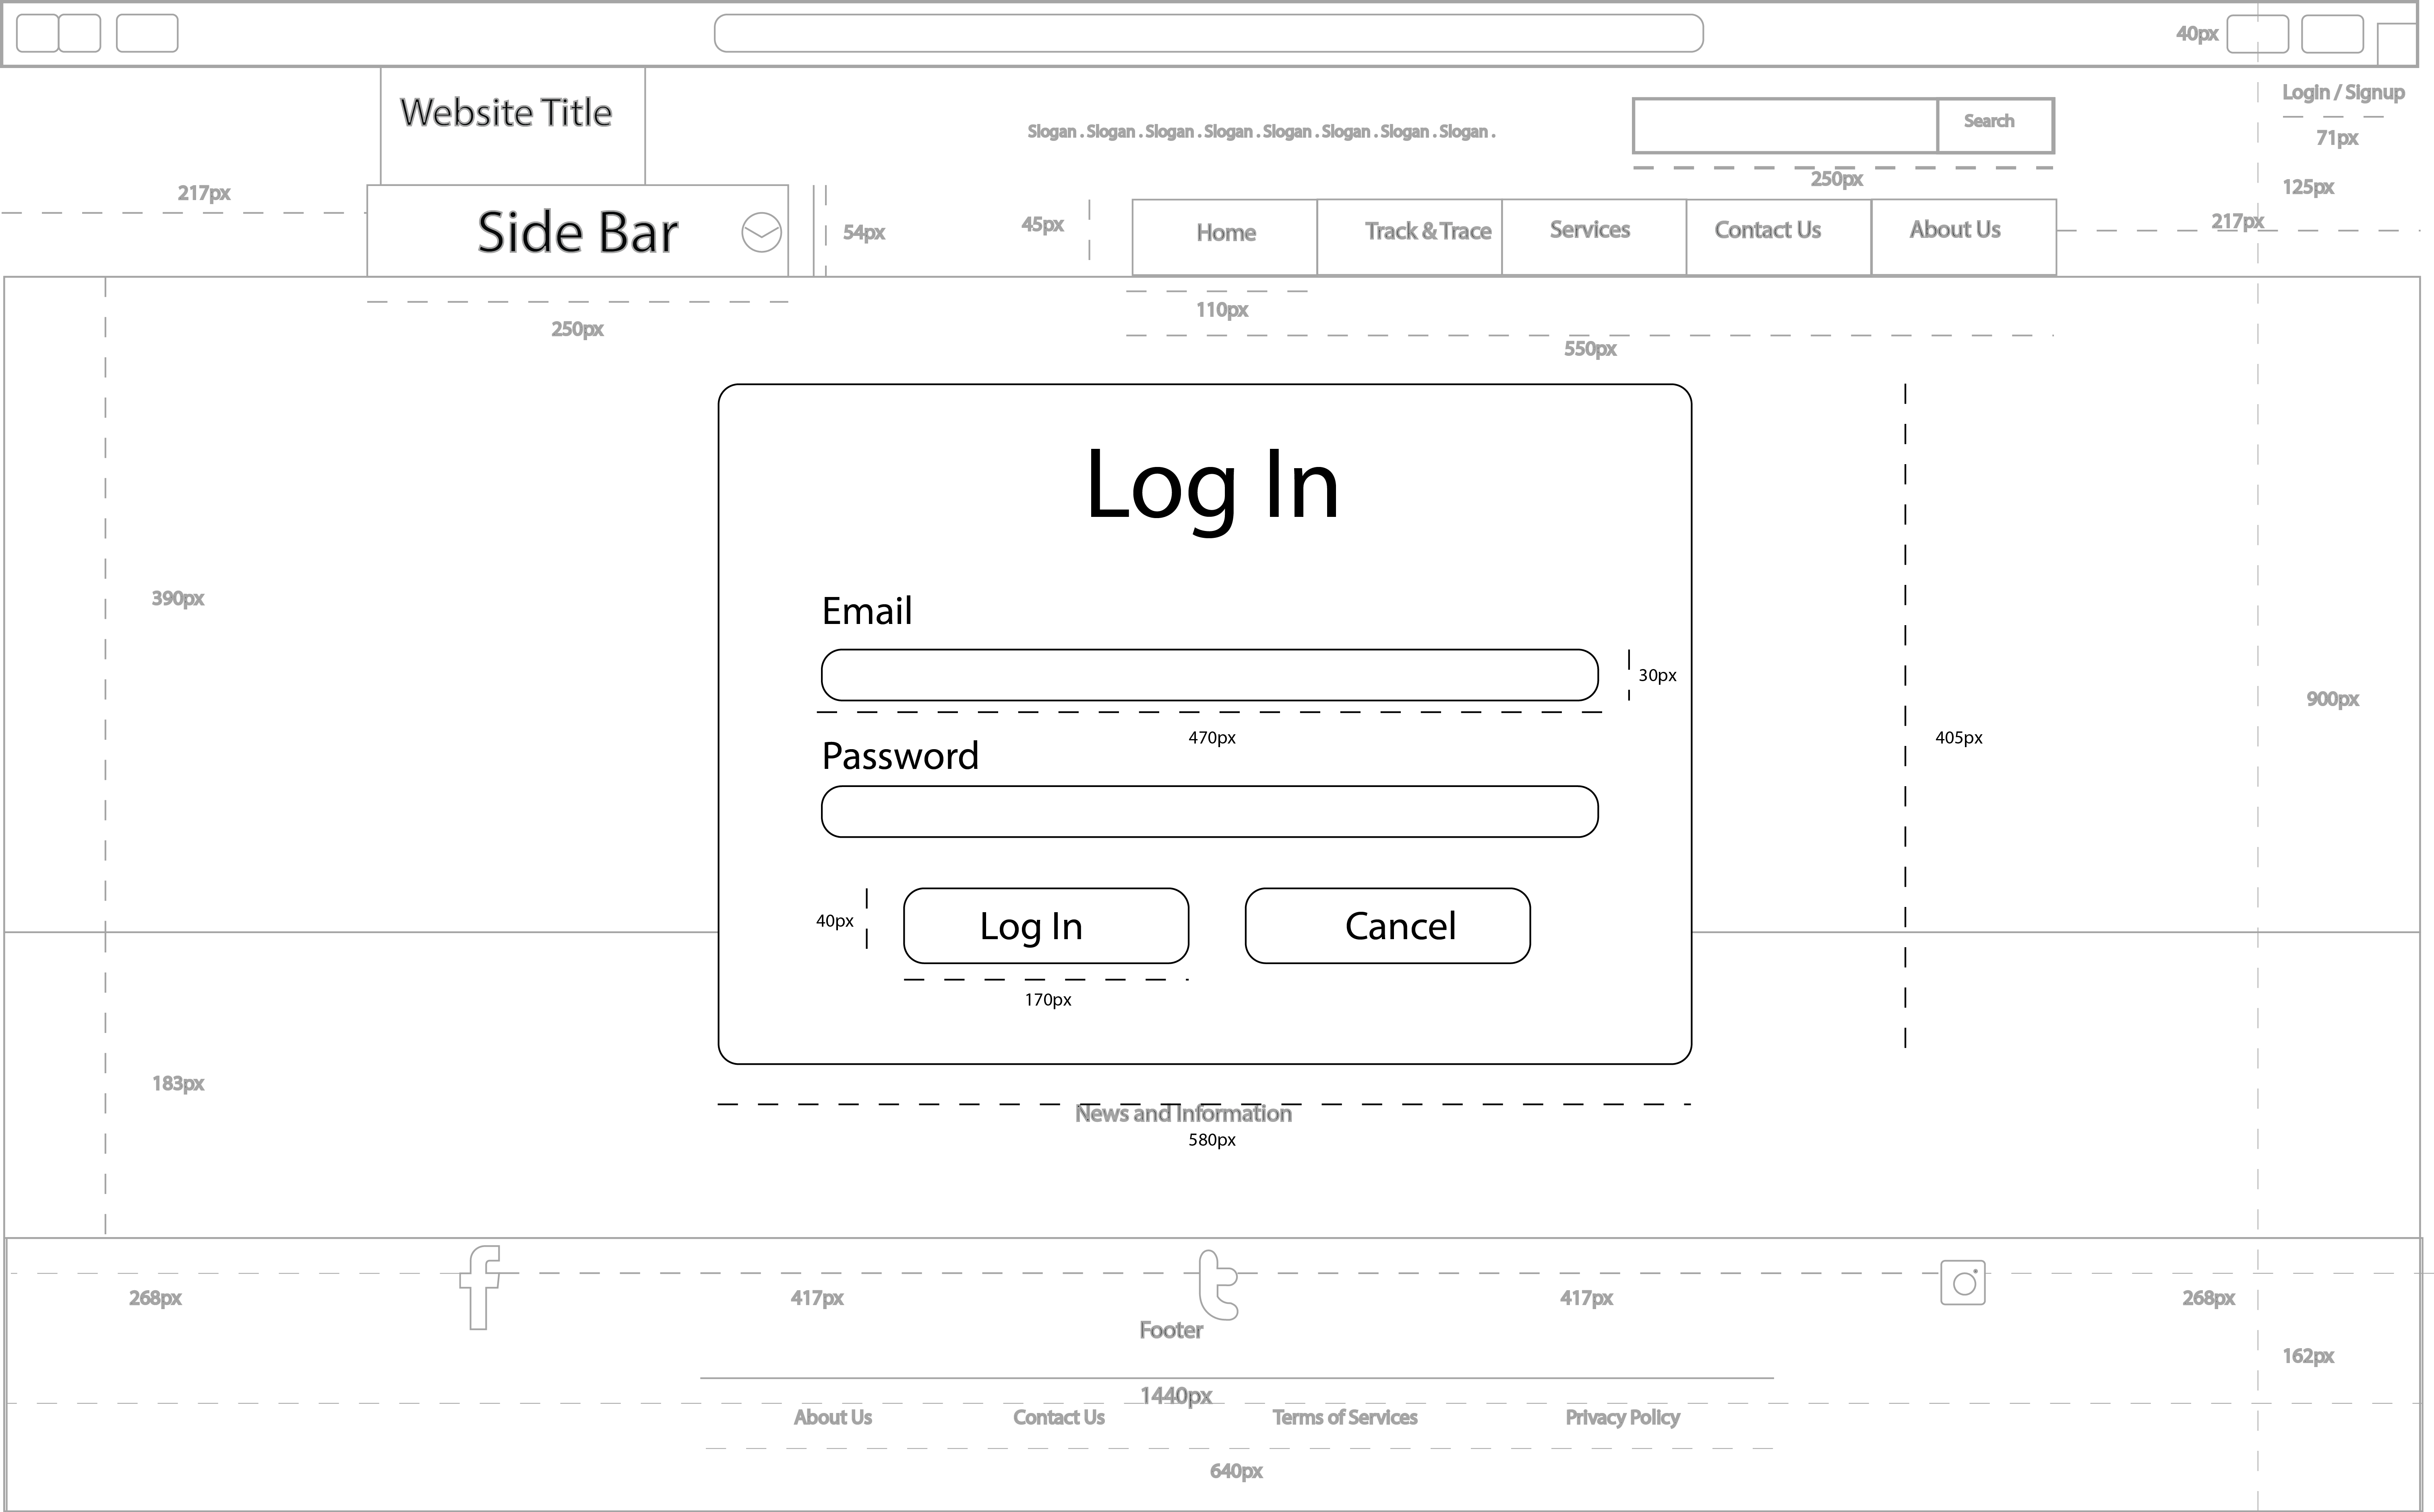 40px
Website Title
Login / Signup
Slogan . Slogan . Slogan . Slogan . Slogan . Slogan . Slogan . Slogan .
Search
71px
250px
217px
125px
Side Bar
54px
45px
Home
Track & Trace
Services
Contact Us
About Us
217px
250px
110px
550px
Log In
390px
Email
30px
900px
470px
405px
Password
40px
Log In
Cancel
170px
183px
News and Information
580px
268px
417px
417px
268px
Footer
162px
1440px
About Us
Contact Us
Terms of Services
Privacy Policy
640px